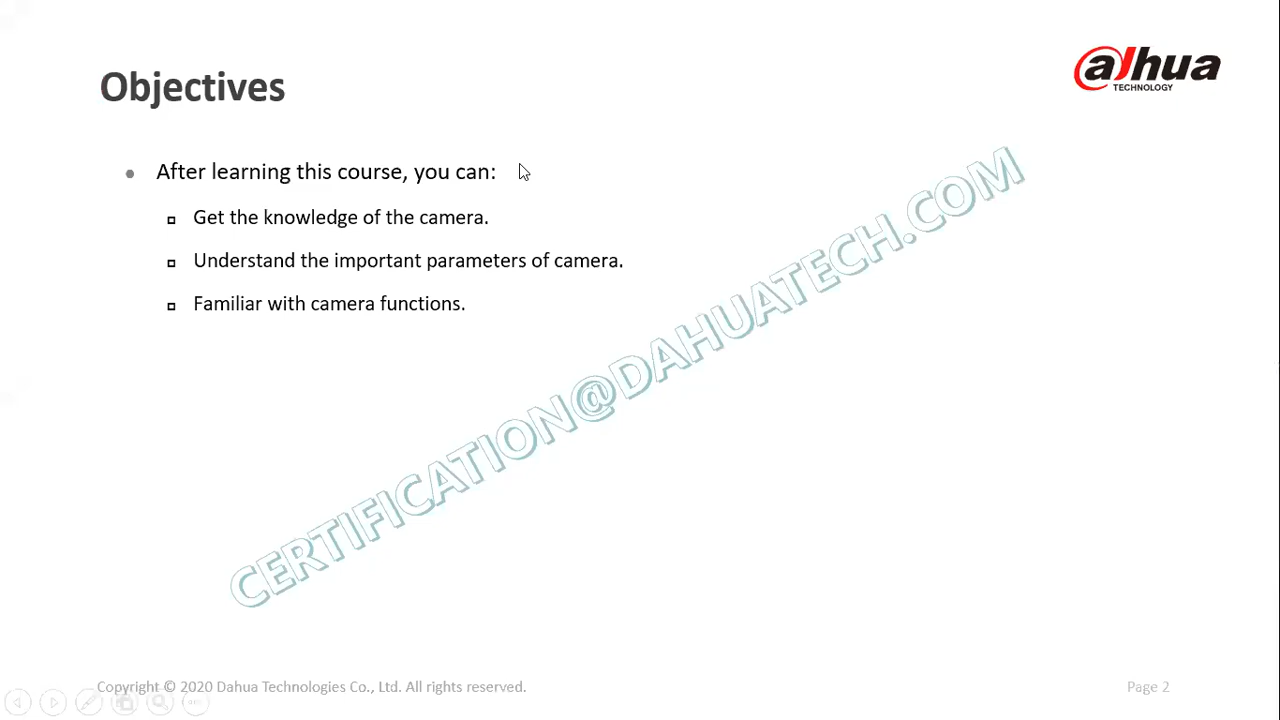 Objectives
alhua
TECHNOLOGY
After learning this course, you can:
Get the knowledge of the camera.
Understand the important parameters of camera.
Familiar with camera functions.
CERTIFICATION@DAHUATECH.COM
Copyright © 2020 Dahua Technologies Co., Ltd. All rights reserved.
Page 2